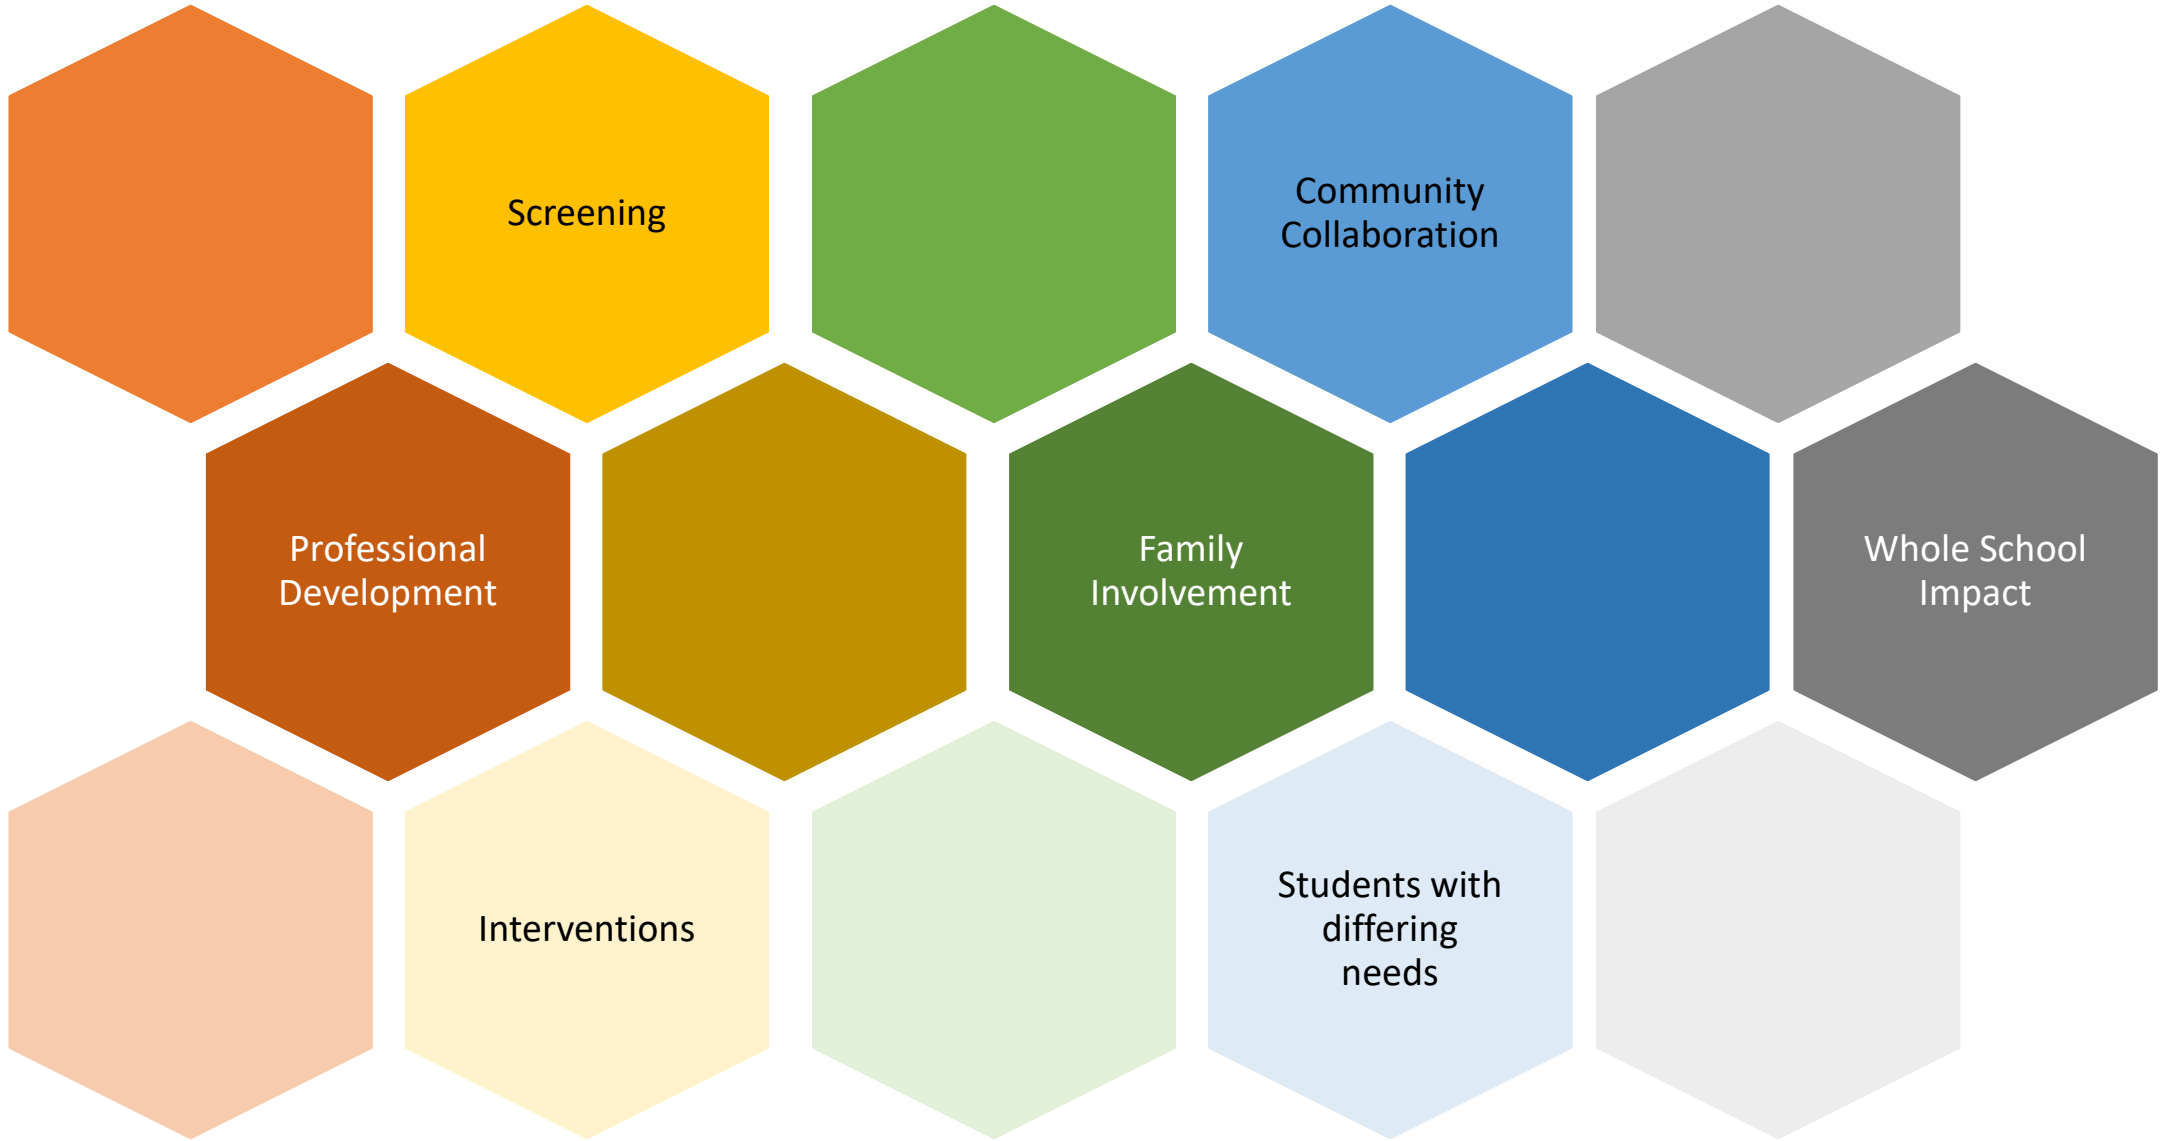 Screening
Community
Collaboration
Professional
Development
Family
Involvement
Whole School
Impact
Interventions
Students with
differing
needs